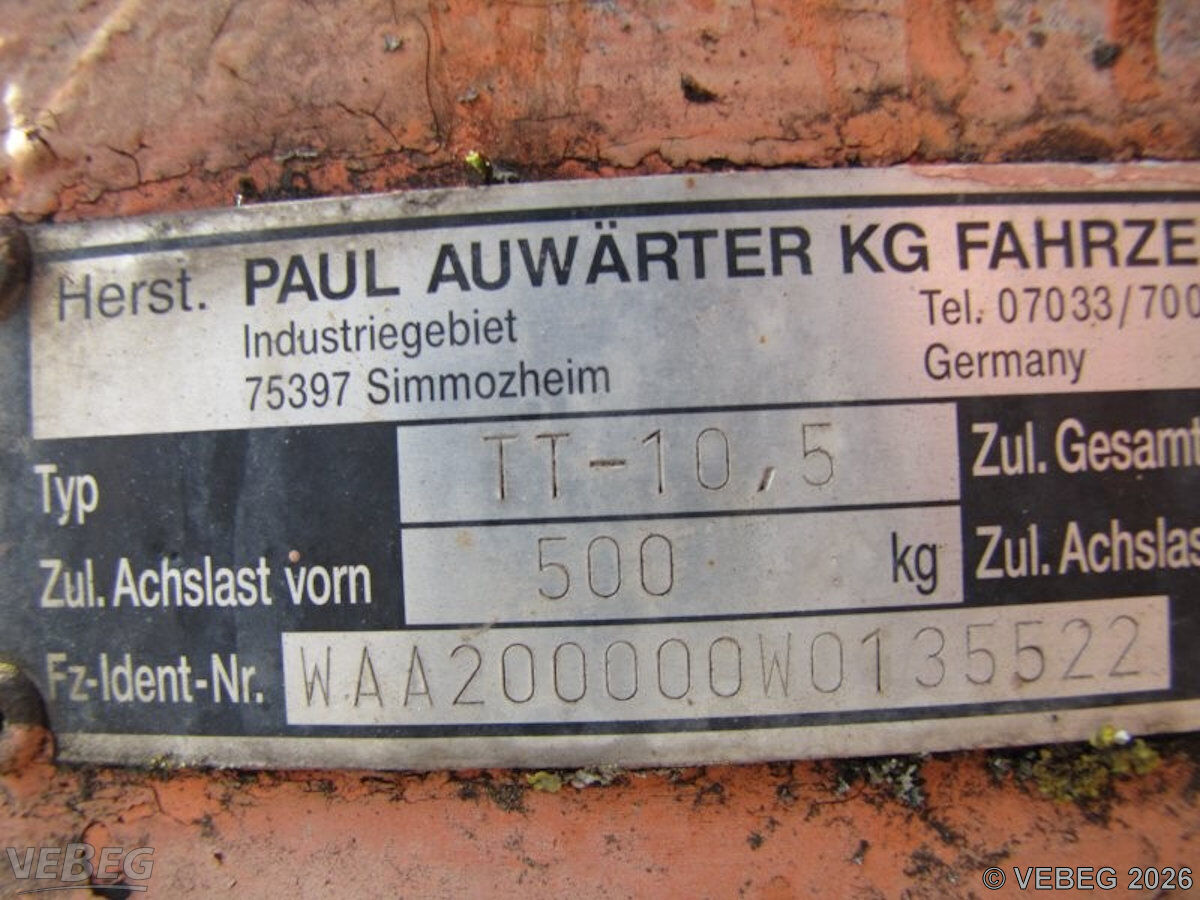 Herst. PAUL AUWÄRTER KG FAHRZE
Industriegebiet Tel. 07033/700
75397 Simmozheim Germany
Typ TT-10,5 Zul. Gesamt
Zul. Achslast vorn 500 kg Zul. Achslas
Fz-Ident-Nr. WAA200000W0135522
VEBEG
© VEBEG 2026